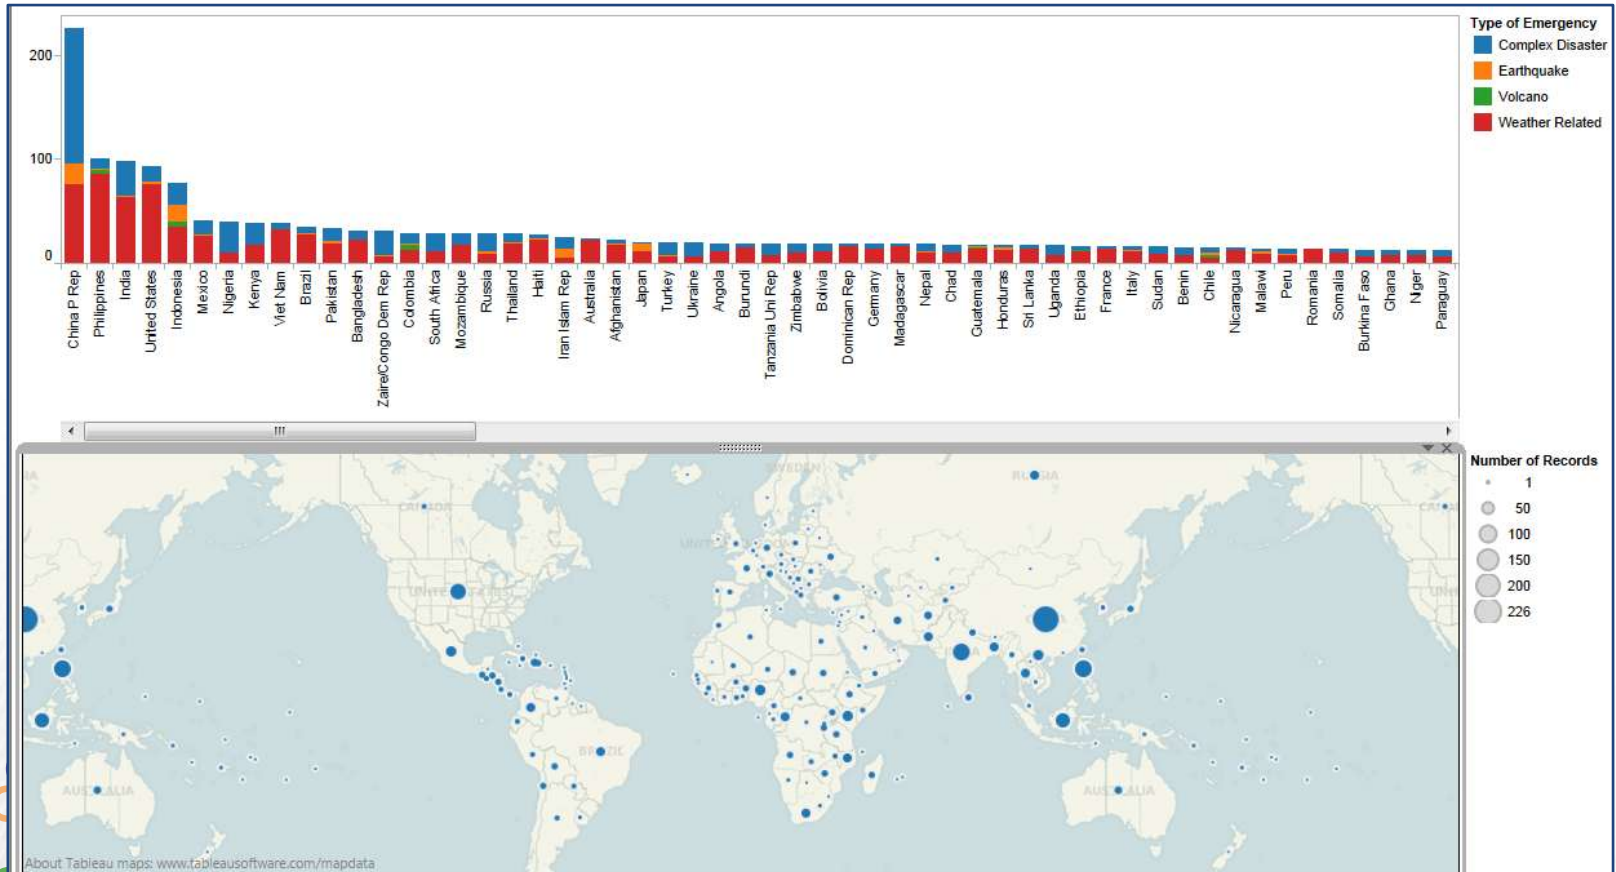 200
100
0
China P Rep
Philippines
India
United States
Indonesia
Mexico
Nigeria
Kenya
Viet Nam
Brazil
Pakistan
Bangladesh
Zaire/Congo Dem Rep
Colombia
South Africa
Mozambique
Russia
Thailand
Haiti
Iran Islam Rep
Australia
Afghanistan
Japan
Turkey
Ukraine
Angola
Burundi
Tanzania Uni Rep
Zimbabwe
Bolivia
Dominican Rep
Germany
Madagascar
Nepal
Chad
Guatemala
Honduras
Sri Lanka
Uganda
Ethiopia
France
Italy
Sudan
Benin
Chile
Nicaragua
Malawi
Peru
Romania
Somalia
Burkina Faso
Ghana
Niger
Paraguay
Type of Emergency
Complex Disaster
Earthquake
Volcano
Weather Related
Number of Records
1
50
100
150
200
226
SWEDEN
About Tableau maps: www.tableausoftware.com/mapdata